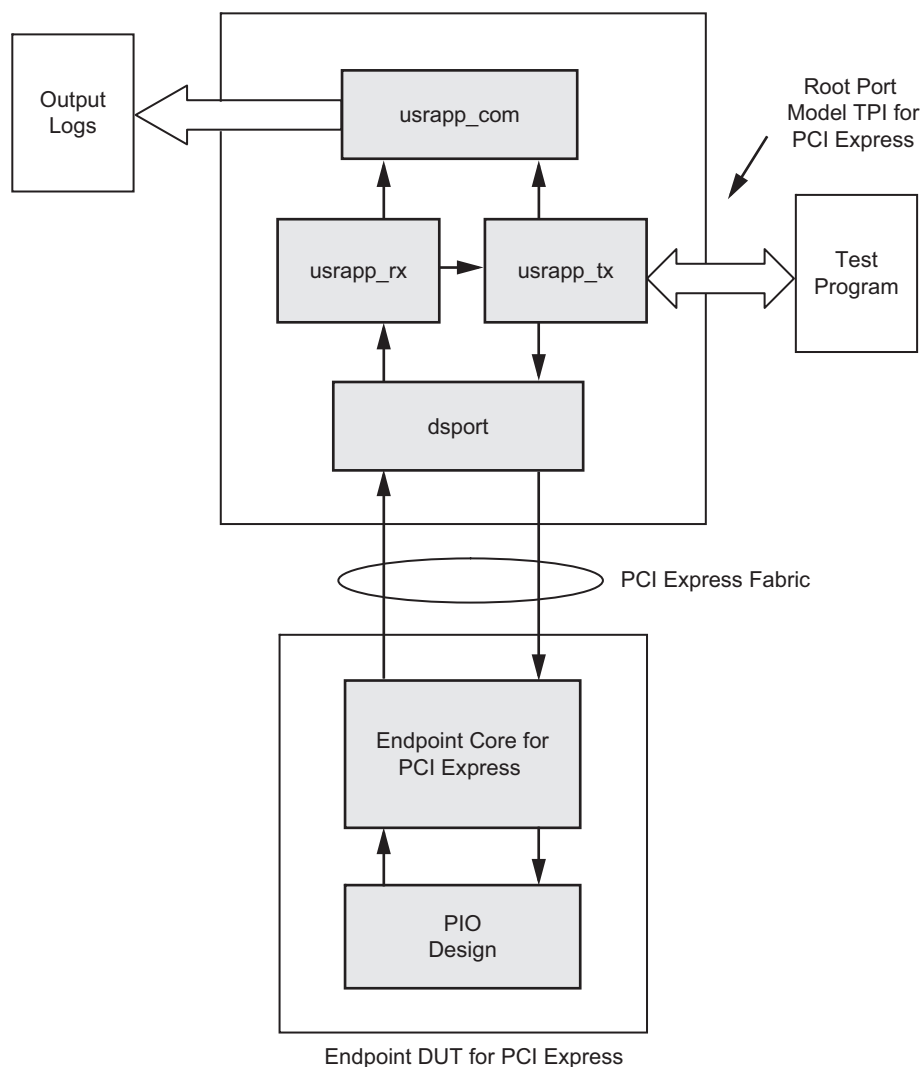 Output
Logs
usrapp_com
Root Port
Model TPI for
PCI Express
usrapp_rx
usrapp_tx
Test
Program
dsport
PCI Express Fabric
Endpoint Core for
PCI Express
PIO
Design
Endpoint DUT for PCI Express